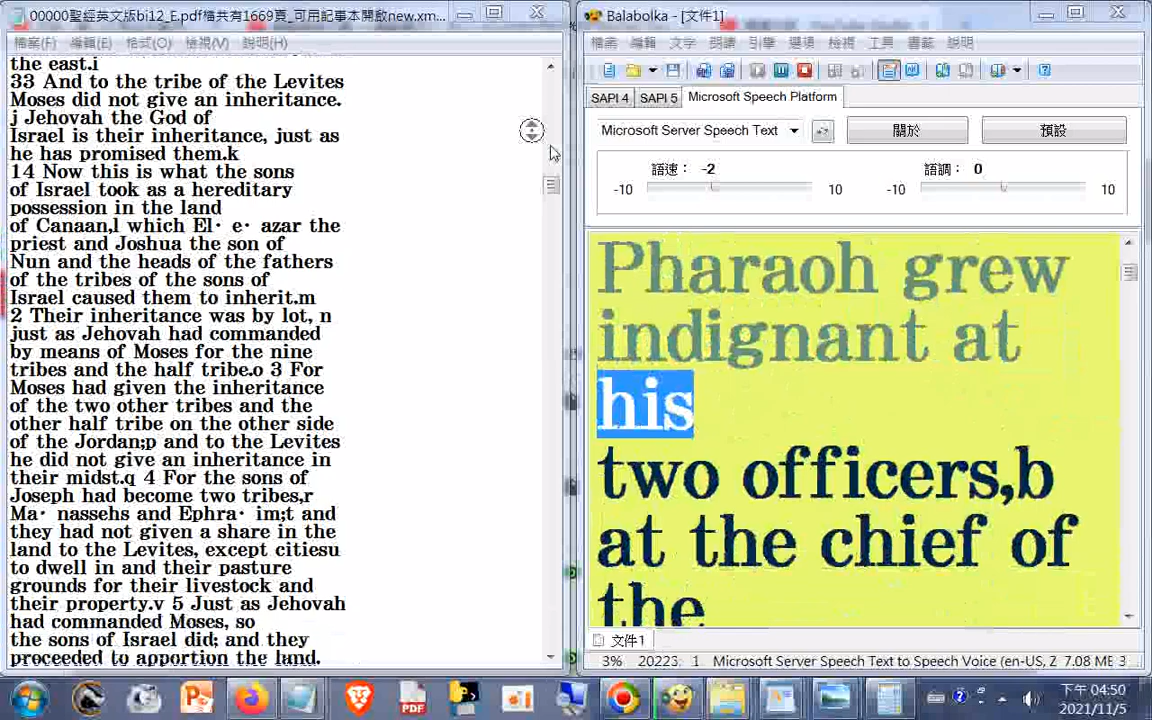 00000聖經英文版bi12_E.pdf檔共有1669頁_可用記事本開啟new.xm...
檔案(F) 編輯(E) 格式(O) 檢視(V) 說明(H)
the east.i
33 And to the tribe of the Levites
Moses did not give an inheritance.
j Jehovah the God of
Israel is their inheritance, just as
he has promised them.k
14 Now this is what the sons
of Israel took as a hereditary
possession in the land
of Canaan,l which El· e· azar the
priest and Joshua the son of
Nun and the heads of the fathers
of the tribes of the sons of
Israel caused them to inherit.m
2 Their inheritance was by lot, n
just as Jehovah had commanded
by means of Moses for the nine
tribes and the half tribe.o 3 For
Moses had given the inheritance
of the two other tribes and the
other half tribe on the other side
of the Jordan;p and to the Levites
he did not give an inheritance in
their midst.q 4 For the sons of
Joseph had become two tribes,r
Ma· nassehs and Ephra· im;t and
they had not given a share in the
land to the Levites, except citiesu
to dwell in and their pasture
grounds for their livestock and
their property.v 5 Just as Jehovah
had commanded Moses, so
the sons of Israel did; and they
proceeded to apportion the land.
Balabolka - [文件1]
檔案 編輯 文字 朗讀 引擎 選項 檢視 工具 書籤 說明
SAPI 4 SAPI 5 Microsoft Speech Platform
Microsoft Server Speech Text 關於 預設
語速： -2 語調： 0
-10 10 -10 10
Pharaoh grew
indignant at
his
two officers,b
at the chief of
the
文件1
3% 20223, 1 Microsoft Server Speech Text to Speech Voice (en-US, Z 7.08 MB 3
下午 04:50
2021/11/5